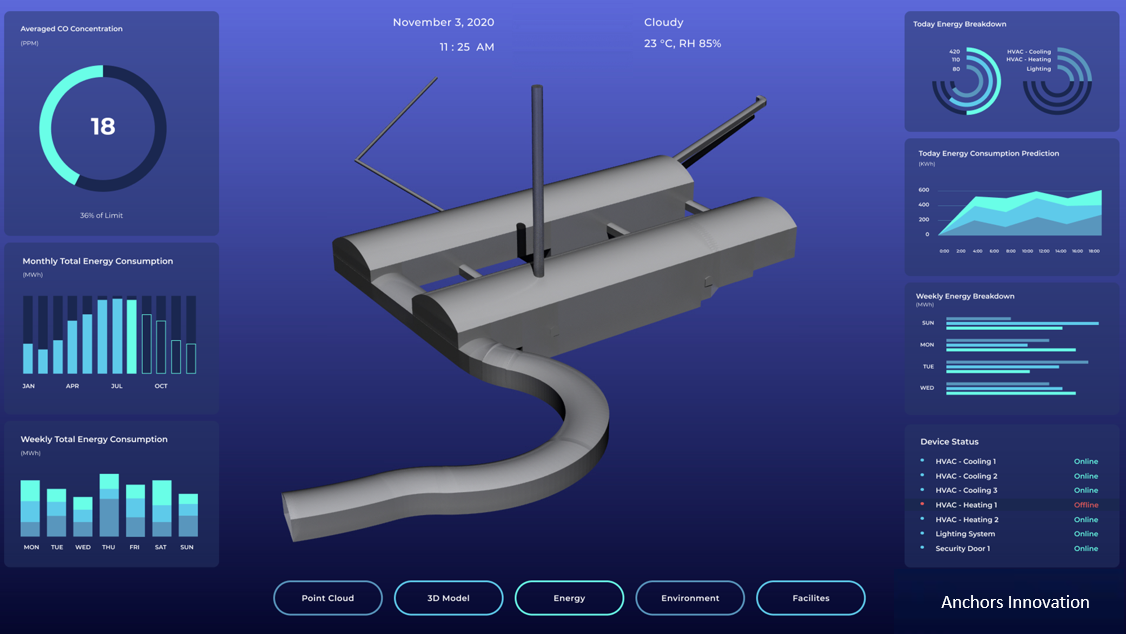 November 3, 2020
11 : 25 AM
Cloudy
23 °C, RH 85%
Averaged CO Concentration
(PPM)
18
36% of Limit
Monthly Total Energy Consumption
(MWh)
JAN APR JUL OCT
Weekly Total Energy Consumption
(MWh)
MON TUE WED THU FRI SAT SUN
Today Energy Breakdown
420
110
80
HVAC - Cooling
HVAC - Heating
Lighting
Today Energy Consumption Prediction
(KWh)
600
400
200
0
0:00 2:00 4:00 6:00 8:00 10:00 12:00 14:00 16:00 18:00
Weekly Energy Breakdown
(MWh)
SUN
MON
TUE
WED
Device Status
HVAC - Cooling 1 Online
HVAC - Cooling 2 Online
HVAC - Cooling 3 Online
HVAC - Heating 1 Offline
HVAC - Heating 2 Online
Lighting System Online
Security Door 1 Online
Point Cloud
3D Model
Energy
Environment
Facilites
Anchors Innovation